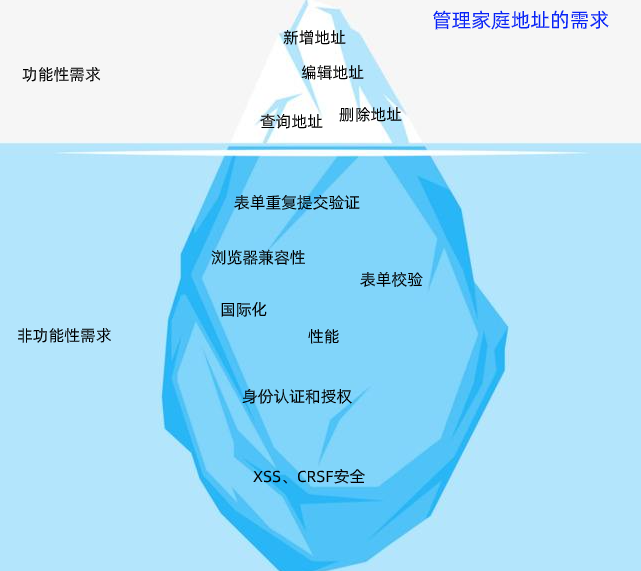 管理家庭地址的需求
新增地址
编辑地址
功能性需求
删除地址
查询地址
表单重复提交验证
浏览器兼容性
表单校验
国际化
非功能性需求
性能
身份认证和授权
XSS、CRSF安全